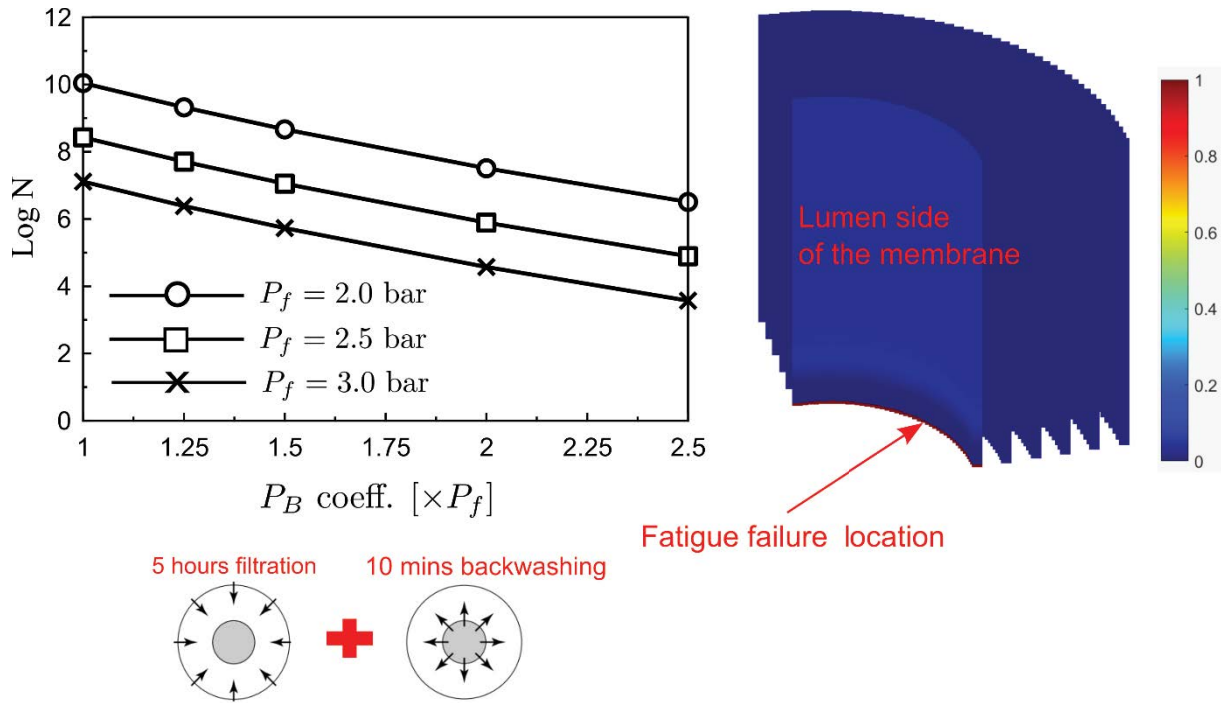 12
10
8
6
4
2
0
Log N
P_f = 2.0 bar
P_f = 2.5 bar
P_f = 3.0 bar
1 1.25 1.5 1.75 2 2.25 2.5
P_B coeff. [×P_f]
Lumen side
of the membrane
1
0.8
0.6
0.4
0.2
0
Fatigue failure location
5 hours filtration
10 mins backwashing